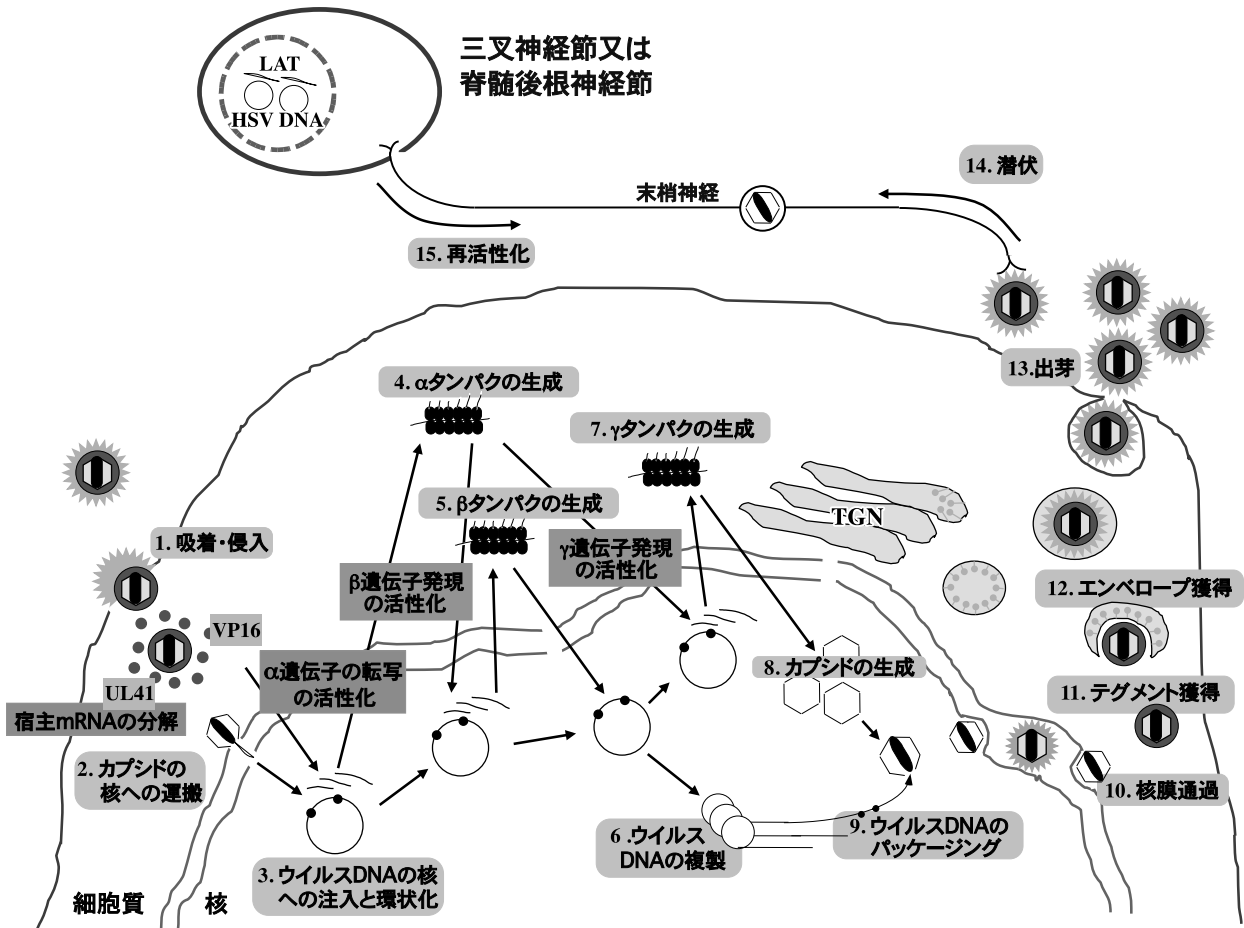 三叉神経節又は
脊髄後根神経節
LAT
HSV DNA
14. 潜伏
末梢神経
15. 再活性化
13.出芽
4. αタンパクの生成
7. γタンパクの生成
5. βタンパクの生成
TGN
1. 吸着・侵入
γ遺伝子発現
の活性化
β遺伝子発現
の活性化
12. エンベロープ獲得
VP16
α遺伝子の転写
の活性化
8. カプシドの生成
UL41
宿主mRNAの分解
11. テグメント獲得
2. カプシドの
核への運搬
10. 核膜通過
6 .ウイルス
DNAの複製
9. ウイルスDNAの
パッケージング
3. ウイルスDNAの核
への注入と環状化
細胞質
核